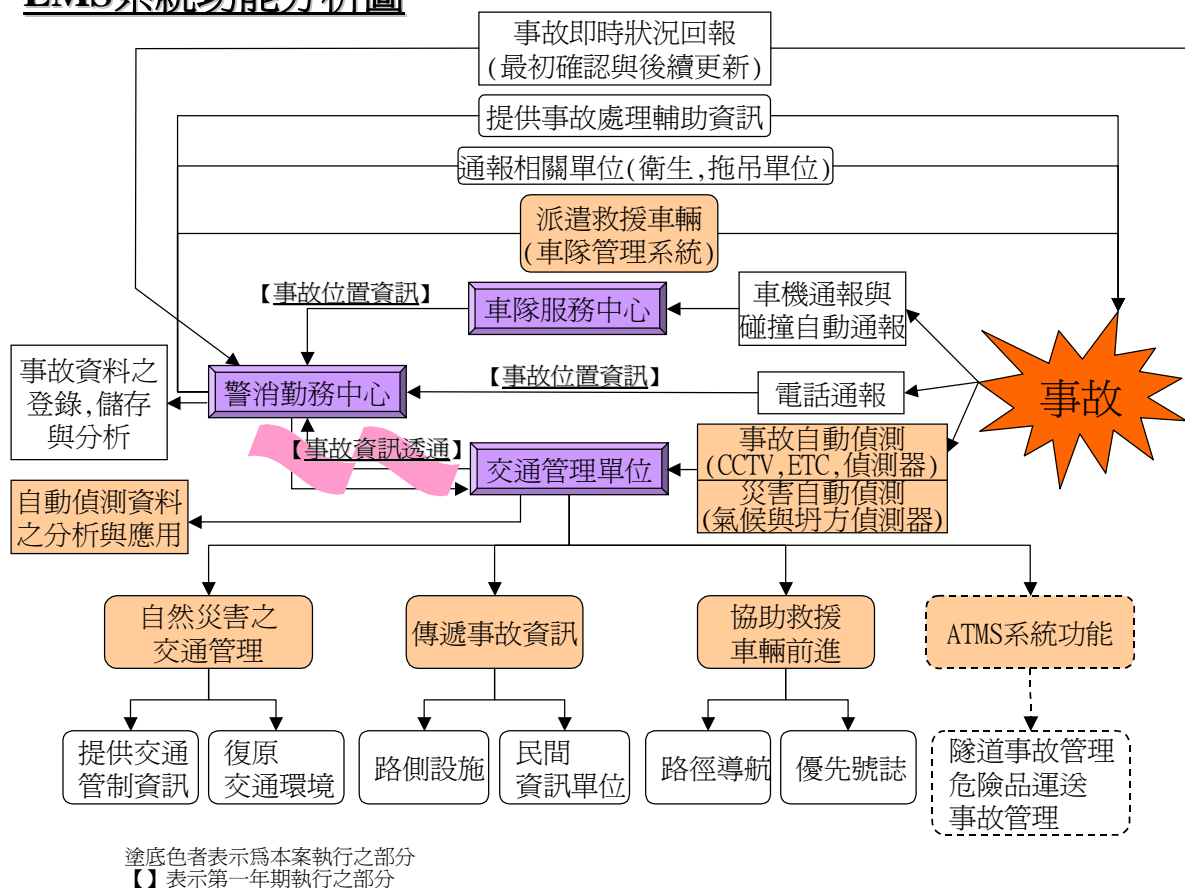 EMS系統功能分析圖
事故即時狀況回報
(最初確認與後續更新)
提供事故處理輔助資訊
通報相關單位(衛生,拖吊單位)
派遣救援車輛
(車隊管理系統)
【事故位置資訊】
車隊服務中心
車機通報與
碰撞自動通報
事故資料之
登錄,儲存
與分析
警消勤務中心
【事故位置資訊】
電話通報
事故
【事故資訊透通】
交通管理單位
事故自動偵測
(CCTV,ETC,偵測器)
災害自動偵測
(氣候與坍方偵測器)
自動偵測資料
之分析與應用
自然災害之
交通管理
傳遞事故資訊
協助救援
車輛前進
ATMS系統功能
提供交通
管制資訊
復原
交通環境
路側設施
民間
資訊單位
路徑導航
優先號誌
隧道事故管理
危險品運送
事故管理
塗底色者表示爲本案執行之部分
【】表示第一年期執行之部分